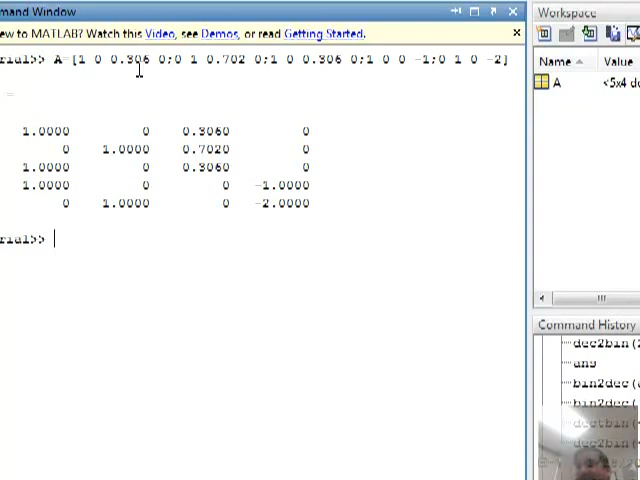 mmand Window
ew to MATLAB? Watch this Video, see Demos, or read Getting Started.
rial>> A=[1 0 0.306 0;0 1 0.702 0;1 0 0.306 0;1 0 0 -1;0 1 0 -2]
=
1.0000 0 0.3060 0
0 1.0000 0.7020 0
1.0000 0 0.3060 0
1.0000 0 0 -1.0000
0 1.0000 0 -2.0000
rial>>
Workspace
Name Value
A <5x4 do
Command History
dec2bin(2
ans
bin2dec(a
bin2dec(
dec2bin(